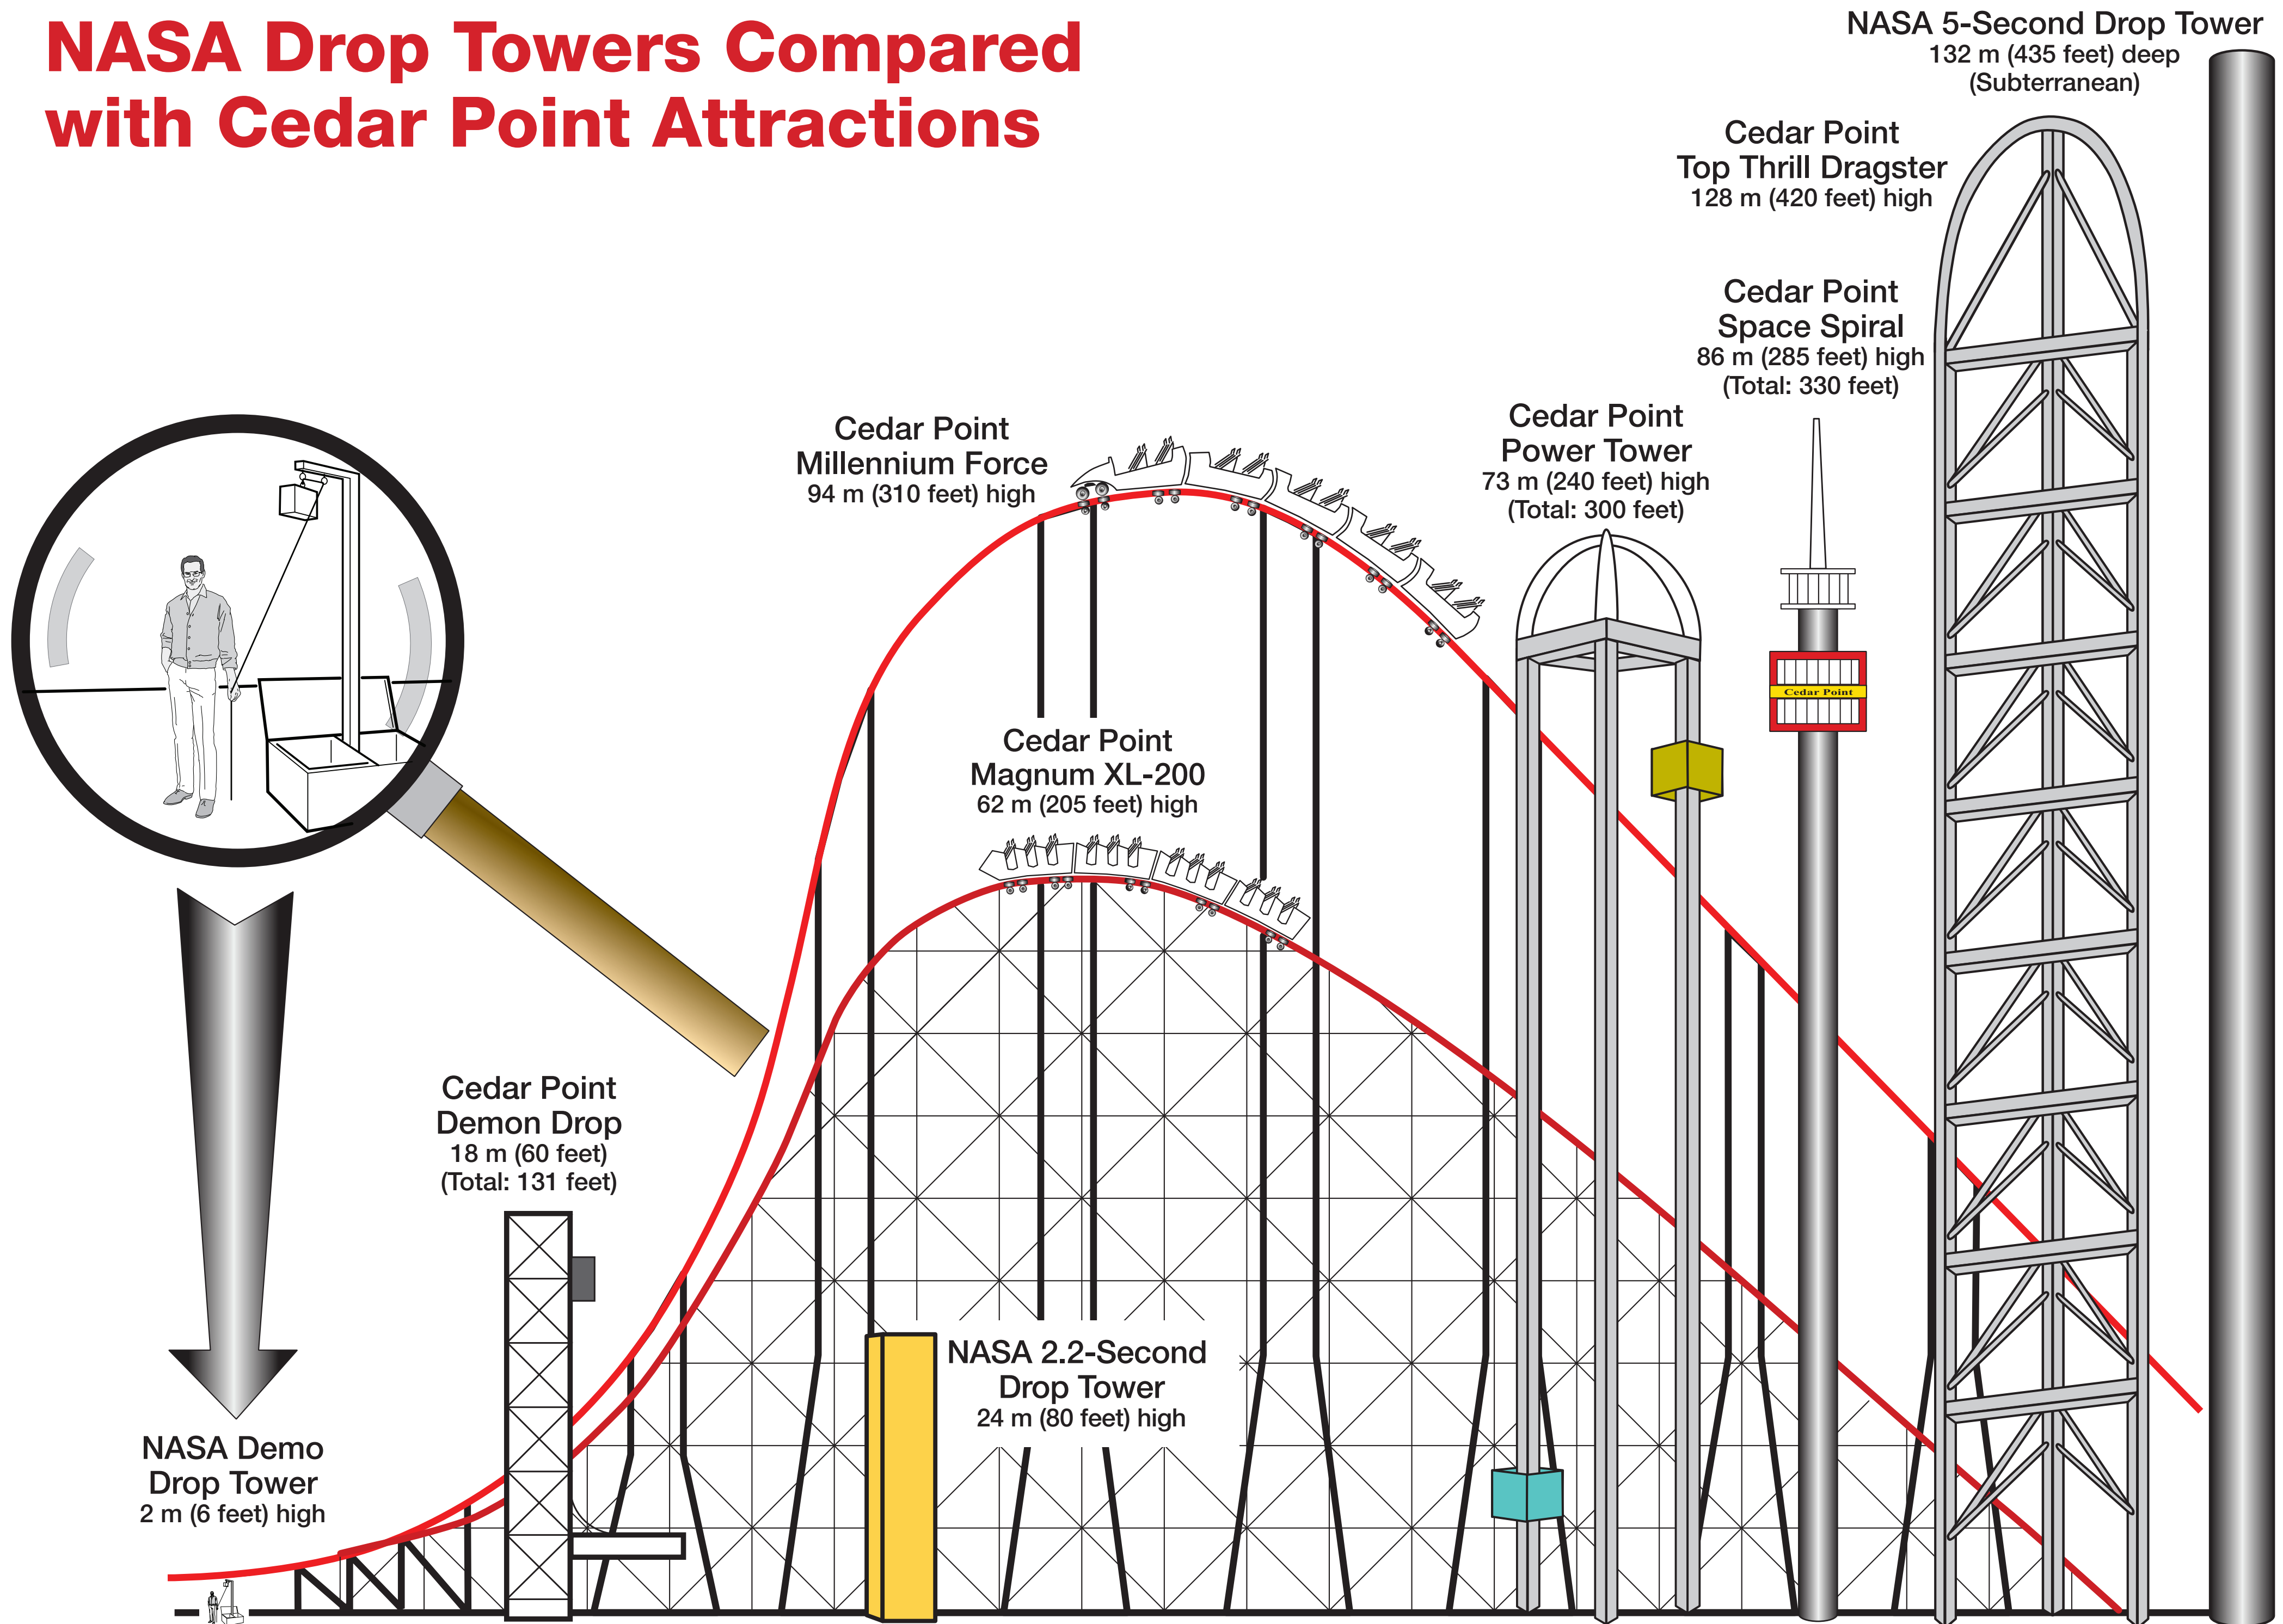 NASA Drop Towers Compared
with Cedar Point Attractions
NASA 5-Second Drop Tower
132 m (435 feet) deep
(Subterranean)
Cedar Point
Top Thrill Dragster
128 m (420 feet) high
Cedar Point
Space Spiral
86 m (285 feet) high
(Total: 330 feet)
Cedar Point
Power Tower
73 m (240 feet) high
(Total: 300 feet)
Cedar Point
Millennium Force
94 m (310 feet) high
Cedar Point
Cedar Point
Magnum XL-200
62 m (205 feet) high
Cedar Point
Demon Drop
18 m (60 feet)
(Total: 131 feet)
NASA 2.2-Second
Drop Tower
24 m (80 feet) high
NASA Demo
Drop Tower
2 m (6 feet) high